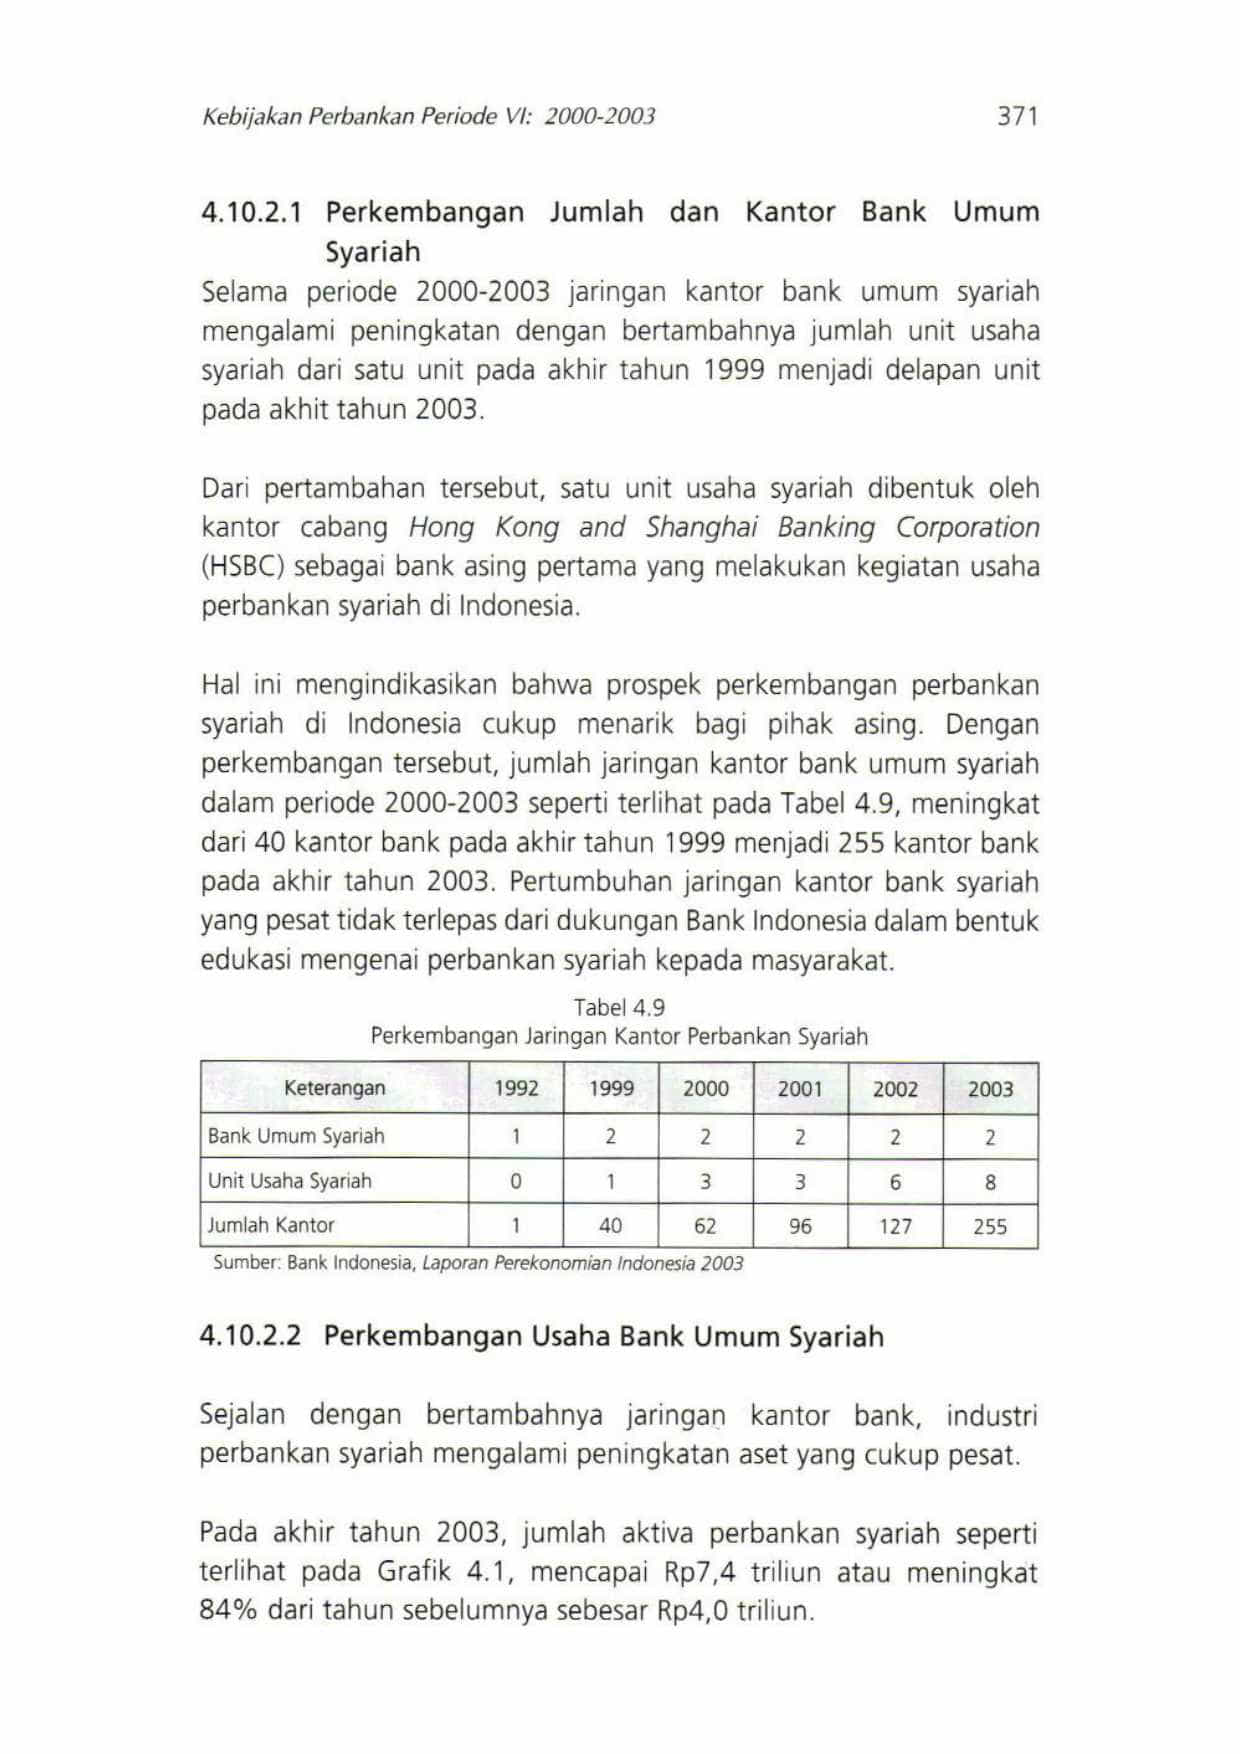 Kebijakan Perbankan Periode VI: 2000-2003 371
4.10.2.1 Perkembangan Jumlah dan Kantor Bank Umum
Syariah
Selama periode 2000-2003 jaringan kantor bank umum syariah
mengalami peningkatan dengan bertambahnya jumlah unit usaha
syariah dari satu unit pada akhir tahun 1999 menjadi delapan unit
pada akhit tahun 2003.
Dari pertambahan tersebut, satu unit usaha syariah dibentuk oleh
kantor cabang Hong Kong and Shanghai Banking Corporation
(HSBC) sebagai bank asing pertama yang melakukan kegiatan usaha
perbankan syariah di Indonesia.
Hal ini mengindikasikan bahwa prospek perkembangan perbankan
syariah di Indonesia cukup menarik bagi pihak asing. Dengan
perkembangan tersebut, jumlah jaringan kantor bank umum syariah
dalam periode 2000-2003 seperti terlihat pada Tabel 4.9, meningkat
dari 40 kantor bank pada akhir tahun 1999 menjadi 255 kantor bank
pada akhir tahun 2003. Pertumbuhan jaringan kantor bank syariah
yang pesat tidak terlepas dari dukungan Bank Indonesia dalam bentuk
edukasi mengenai perbankan syariah kepada masyarakat.
Tabel 4.9
Perkembangan Jaringan Kantor Perbankan Syariah
Keterangan 1992 1999 2000 2001 2002 2003
Bank Umum Syariah 1 2 2 2 2 2
Unit Usaha Syariah 0 1 3 3 6 8
Jumlah Kantor 1 40 62 96 127 255
Sumber: Bank Indonesia, Laporan Perekonomian Indonesia 2003
4.10.2.2 Perkembangan Usaha Bank Umum Syariah
Sejalan dengan bertambahnya jaringan kantor bank, industri
perbankan syariah mengalami peningkatan aset yang cukup pesat.
Pada akhir tahun 2003, jumlah aktiva perbankan syariah seperti
terlihat pada Grafik 4.1, mencapai Rp7,4 triliun atau meningkat
84% dari tahun sebelumnya sebesar Rp4,0 triliun.